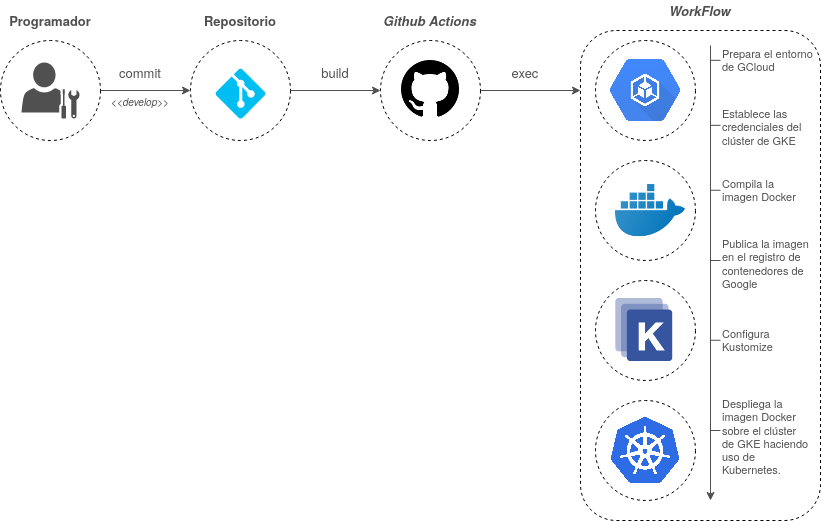 Programador
Repositorio
Github Actions
WorkFlow
commit
<<develop>>
build
exec
Prepara el entorno
de GCloud
Establece las
credenciales del
clúster de GKE
Compila la
imagen Docker
Publica la imagen
en el registro de
contenedores de
Google
K
Configura
Kustomize
Despliega la
imagen Docker
sobre el clúster
de GKE haciendo
uso de
Kubernetes.